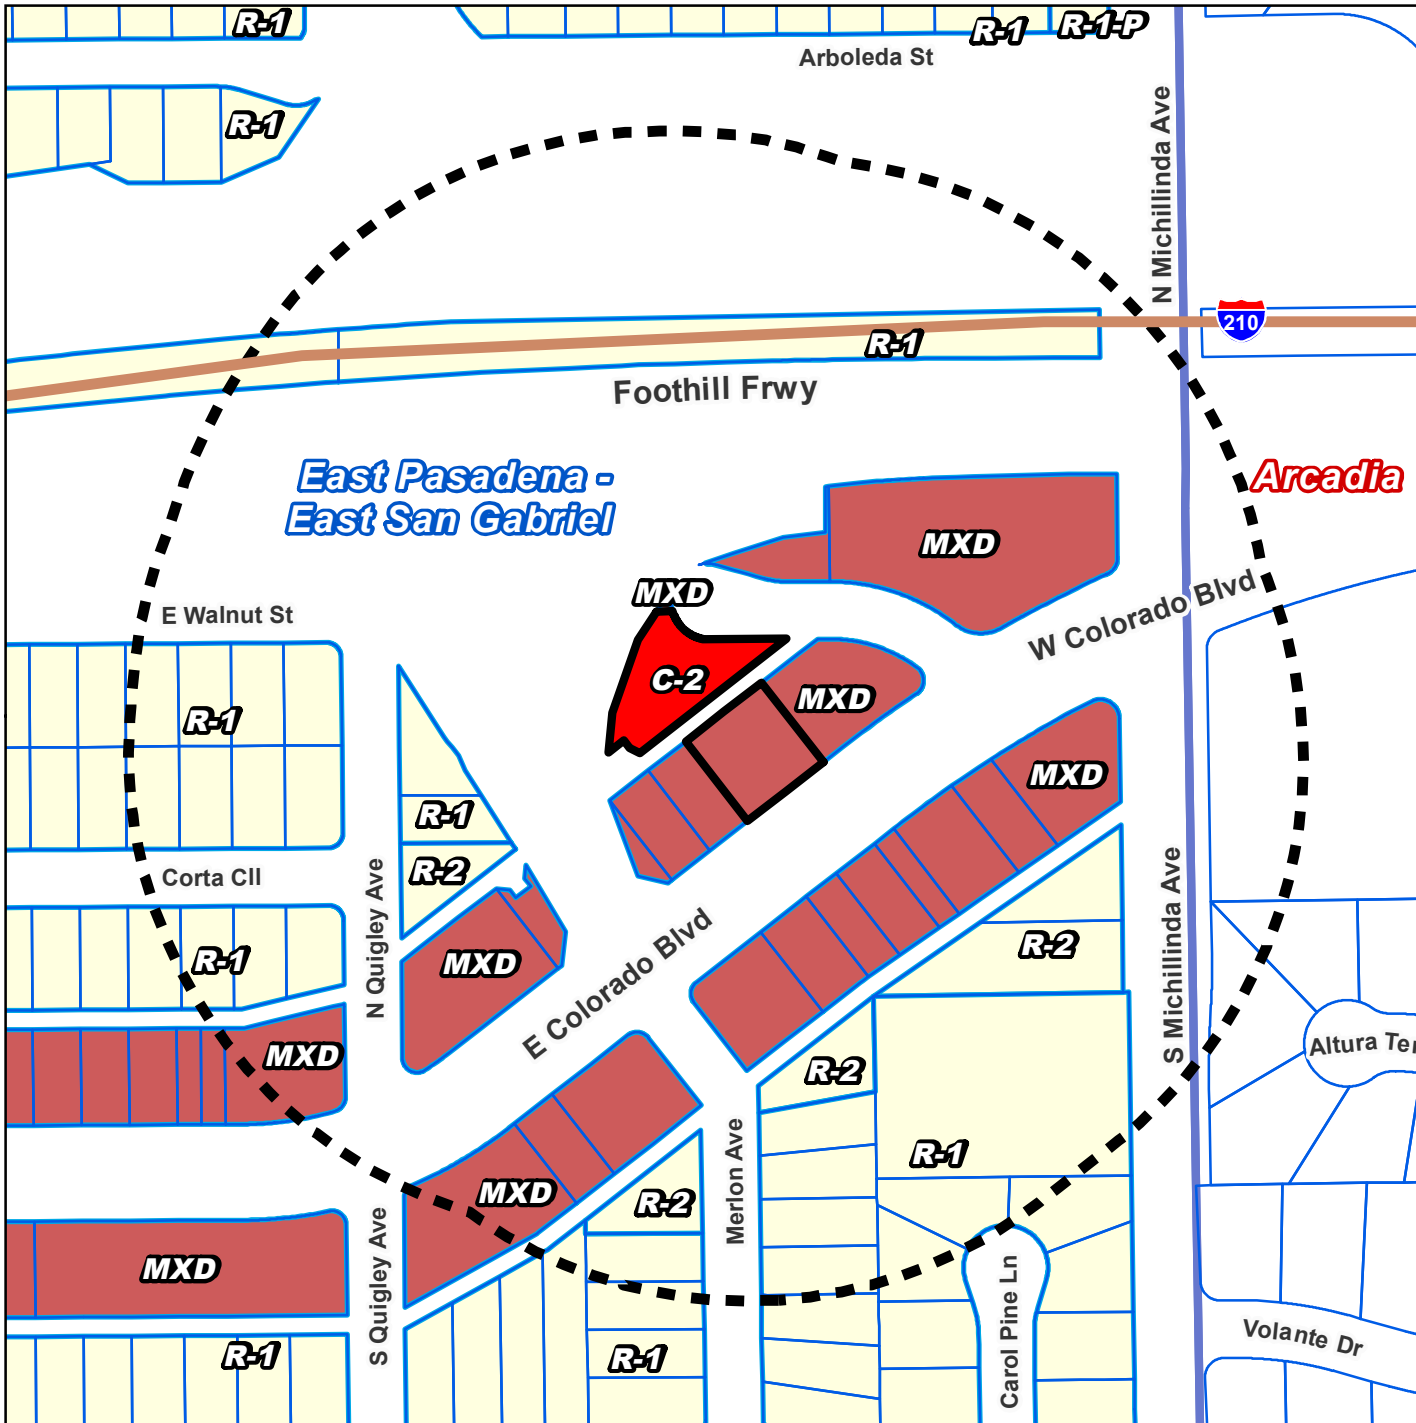 R-1
R-1
R-1-P
Arboleda St
R-1
N Michillinda Ave
210
R-1
Foothill Frwy
East Pasadena -
East San Gabriel
Arcadia
MXD
MXD
W Colorado Blvd
E Walnut St
C-2
MXD
R-1
MXD
R-1
R-2
Corta Cll
N Quigley Ave
MXD
R-1
E Colorado Blvd
R-2
S Michillinda Ave
Altura Ter
MXD
R-2
Merlon Ave
R-1
MXD
R-2
S Quigley Ave
MXD
Carol Pine Ln
Volante Dr
R-1
R-1